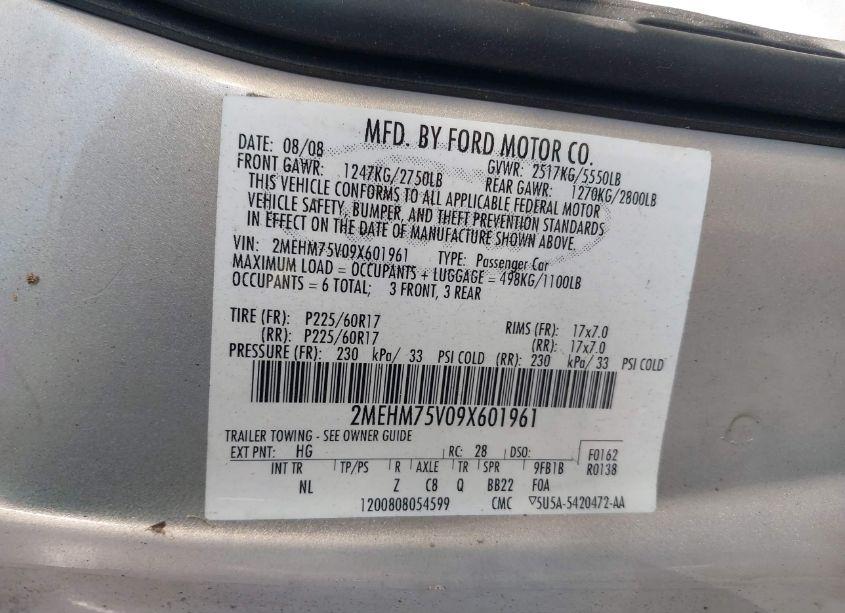 MFD. BY FORD MOTOR CO.
DATE: 08/08 GVWR: 2517KG/5550LB
FRONT GAWR: 1247KG/2750LB REAR GAWR: 1270KG/2800LB
THIS VEHICLE CONFORMS TO ALL APPLICABLE FEDERAL MOTOR
VEHICLE SAFETY, BUMPER, AND THEFT PREVENTION STANDARDS
IN EFFECT ON THE DATE OF MANUFACTURE SHOWN ABOVE.
VIN: 2MEHM75V09X601961 TYPE: Passenger Car
MAXIMUM LOAD = OCCUPANTS + LUGGAGE = 498KG/1100LB
OCCUPANTS = 6 TOTAL; 3 FRONT, 3 REAR
TIRE (FR): P225/60R17 RIMS (FR): 17x7.0
(RR): P225/60R17 (RR): 17x7.0
PRESSURE (FR): 230 kPa/ 33 PSI COLD (RR): 230 kPa/ 33 PSI COLD
2MEHM75V09X601961
TRAILER TOWING - SEE OWNER GUIDE
EXT PNT: HG RC: 28 DSO: F0162
INT TR TP/PS R AXLE TR SPR 9FB1B R0138
NL Z C8 Q BB22 F0A
1200808054599 CMC ▽5U5A-5420472-AA